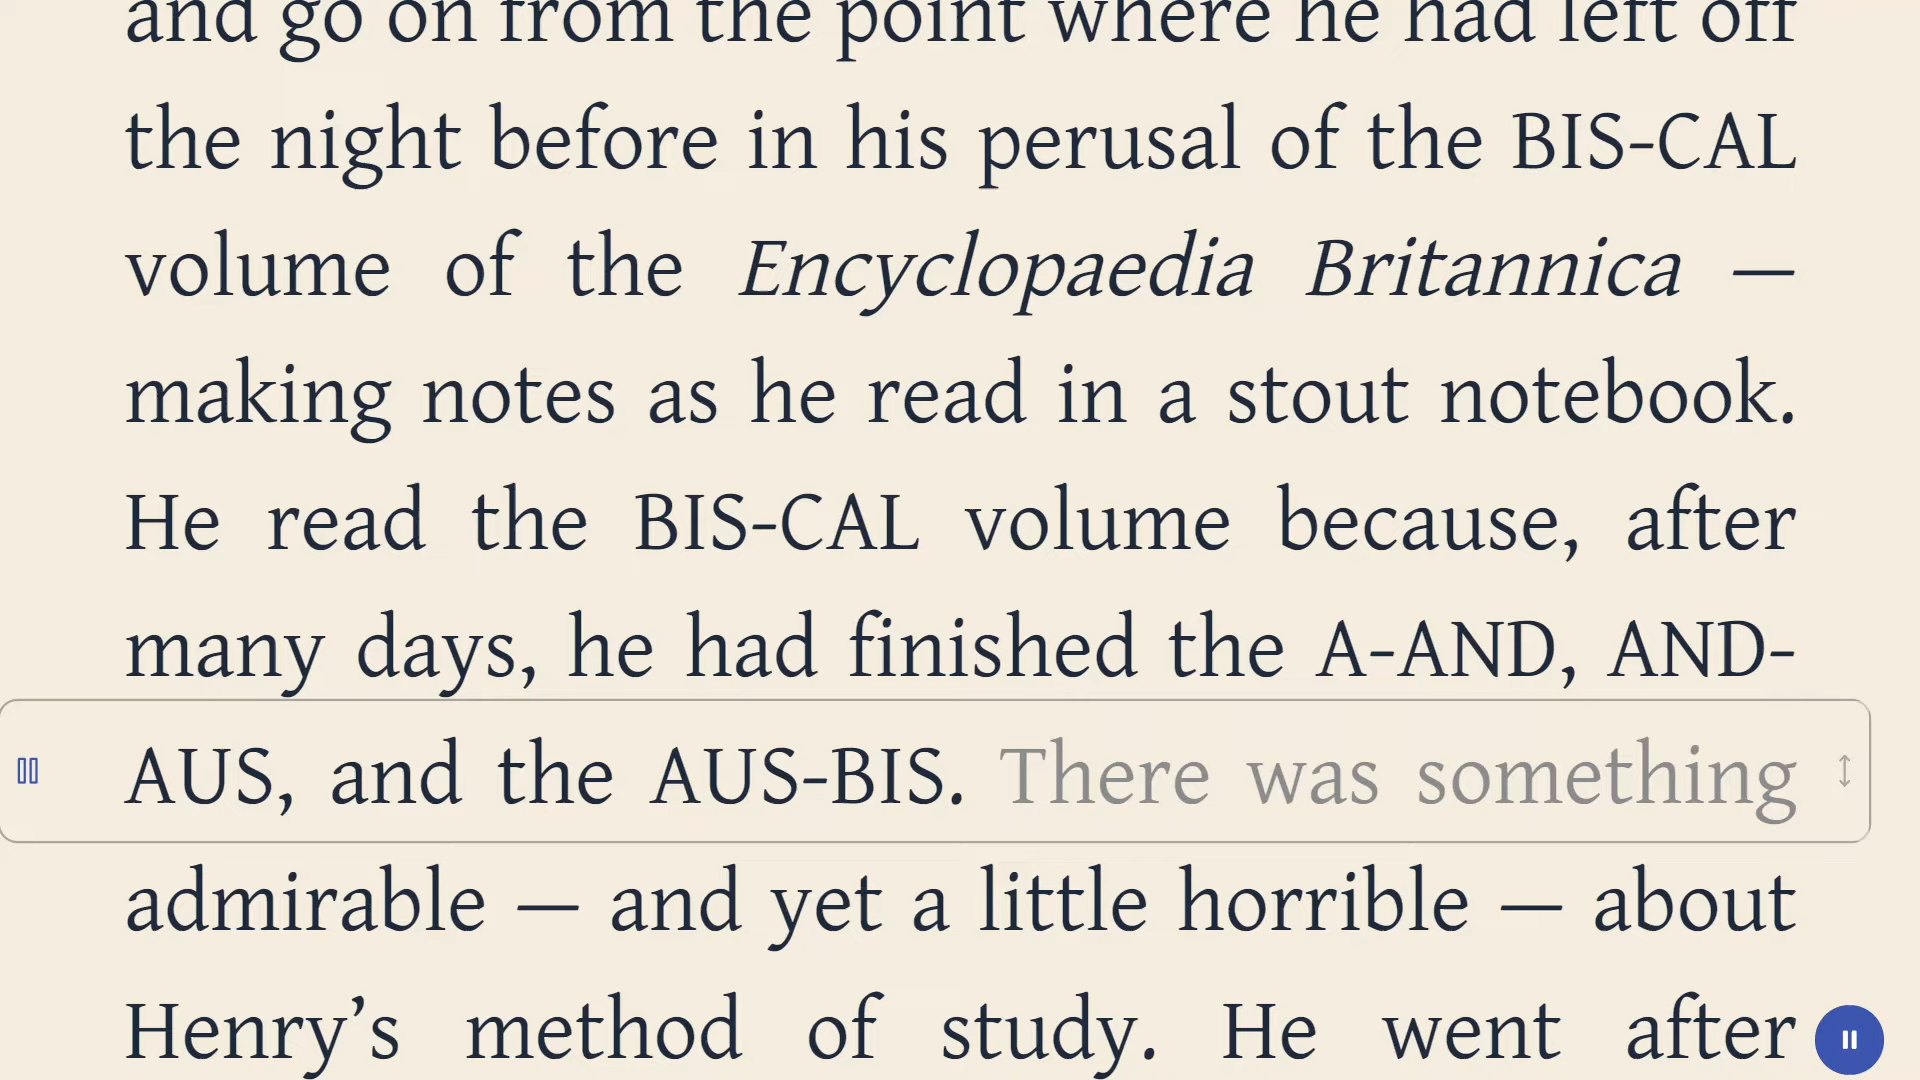 and go on from the point where he had left off
the night before in his perusal of the BIS-CAL
volume of the Encyclopaedia Britannica —
making notes as he read in a stout notebook.
He read the BIS-CAL volume because, after
many days, he had finished the A-AND, AND-
AUS, and the AUS-BIS. There was something
admirable — and yet a little horrible — about
Henry’s method of study. He went after